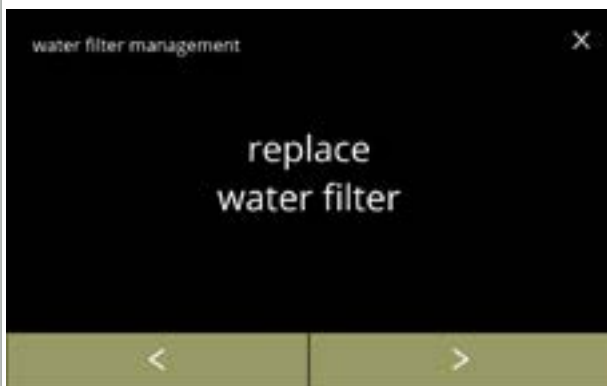 water filter management
X
replace
water filter
< >